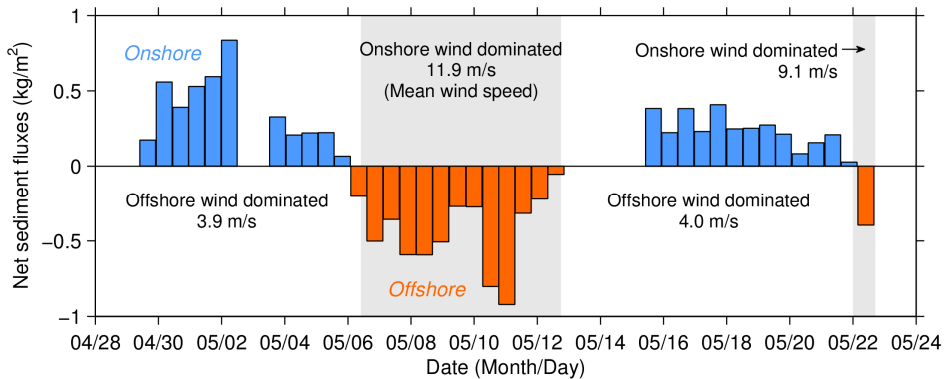 1
0.5
0
−0.5
−1
Net sediment fluxes (kg/m²)
Onshore
Onshore wind dominated
11.9 m/s
(Mean wind speed)
Onshore wind dominated →
9.1 m/s
Offshore wind dominated
3.9 m/s
Offshore wind dominated
4.0 m/s
Offshore
04/28 04/30 05/02 05/04 05/06 05/08 05/10 05/12 05/14 05/16 05/18 05/20 05/22 05/24
Date (Month/Day)